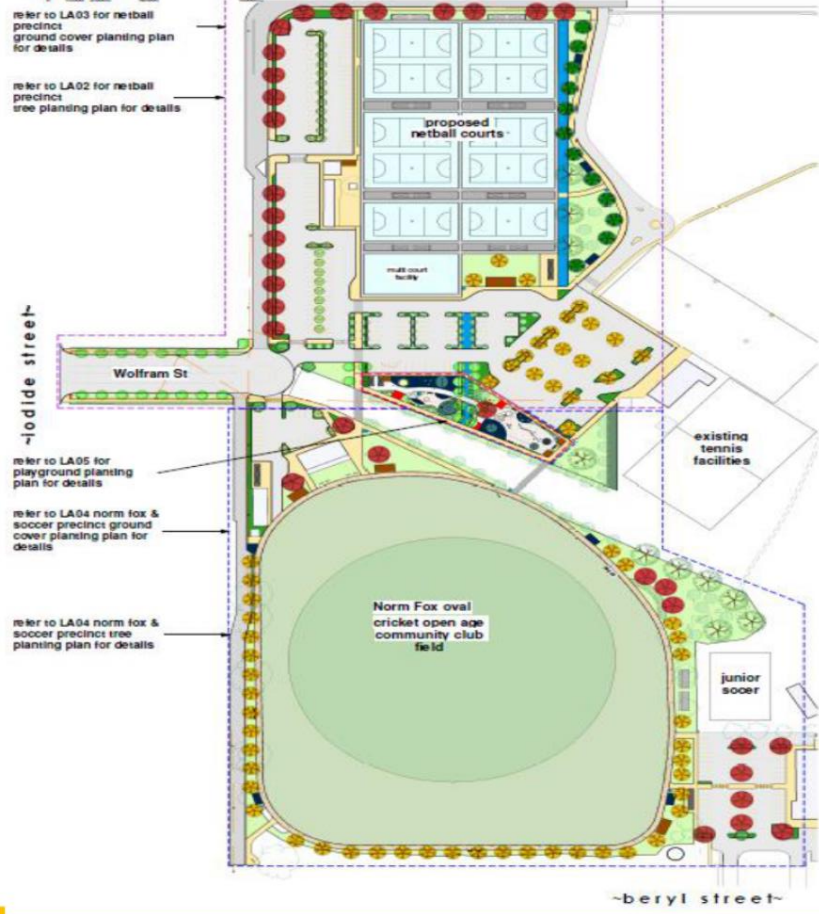 refer to LA03 for netball
precinct
ground cover planting plan
for details
refer to LA02 for netball
precinct
tree planting plan for details
proposed
netball courts
multi court
facility
~iodide street~
Wolfram St
existing
tennis
facilities
refer to LA05 for
playground planting
plan for details
refer to LA04 norm fox &
soccer precinct ground
cover planting plan for
details
Norm Fox oval
cricket open age
community club
field
refer to LA04 norm fox &
soccer precinct tree
planting plan for details
junior
socer
~beryl street~